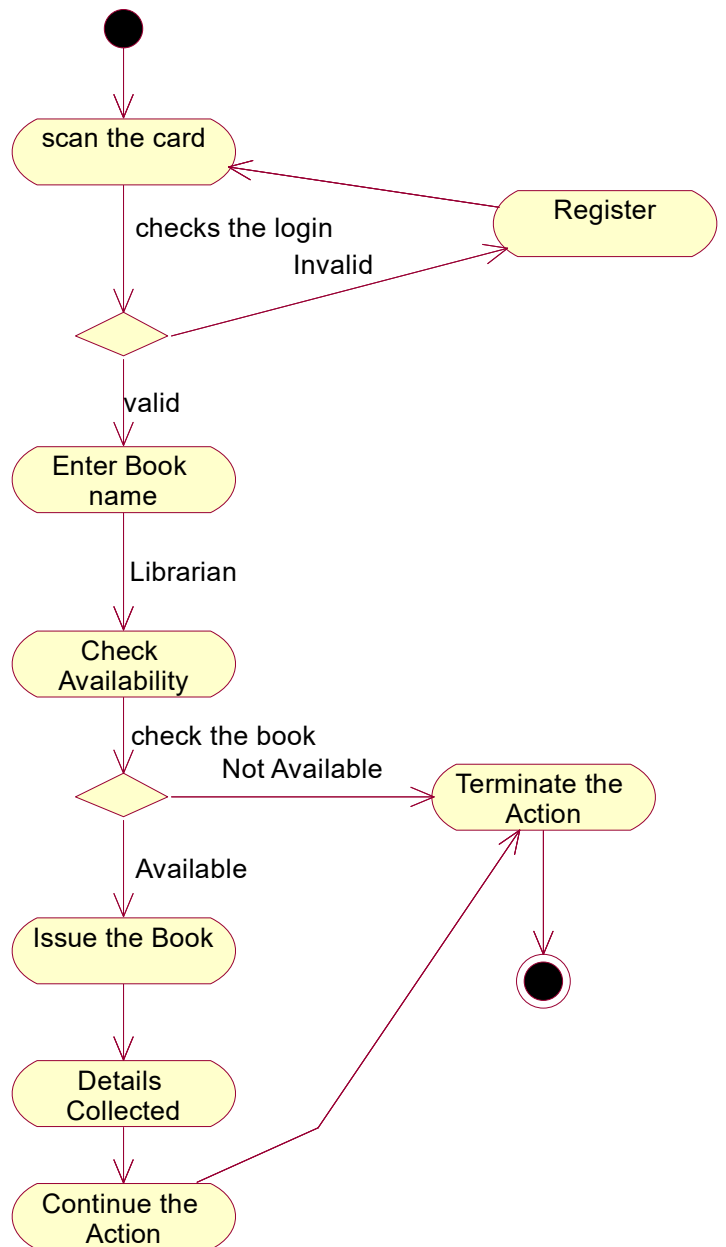 scan the card
Register
checks the login
Invalid
valid
Enter Book
name
Librarian
Check
Availability
check the book
Not Available
Terminate the
Action
Available
Issue the Book
Details
Collected
Continue the
Action